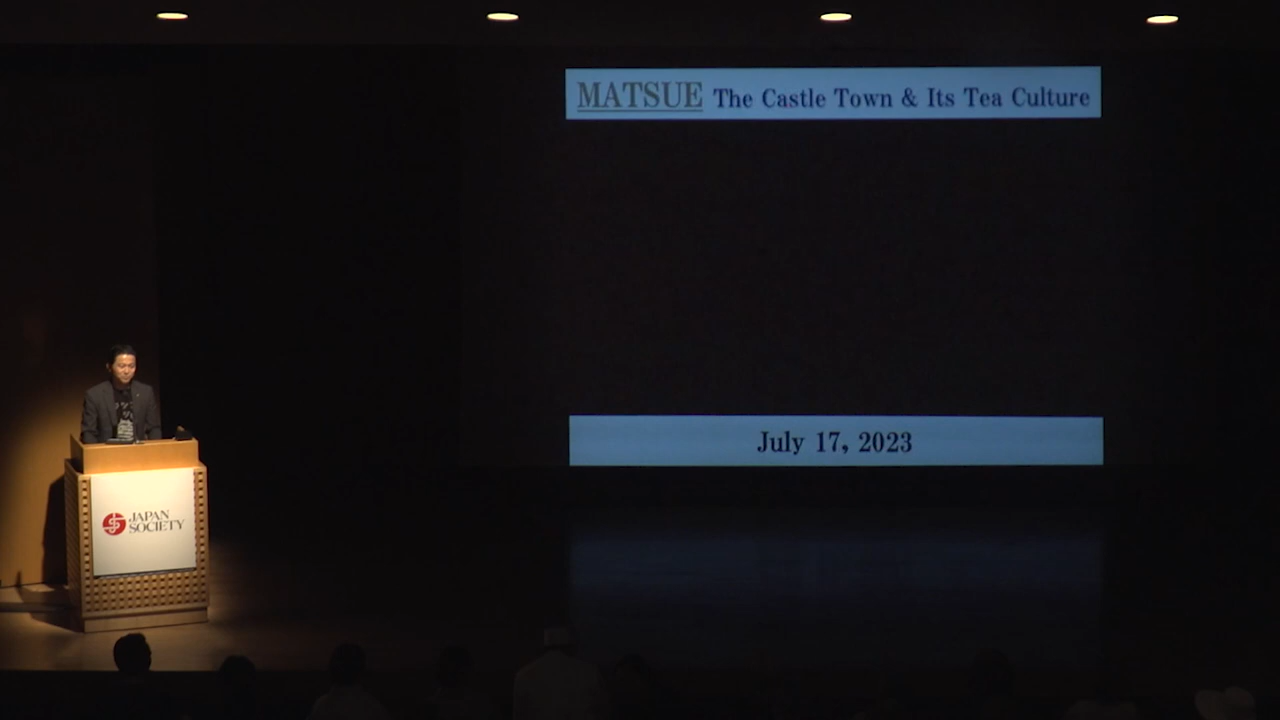 MATSUE The Castle Town & Its Tea Culture
July 17, 2023
JAPAN
SOCIETY